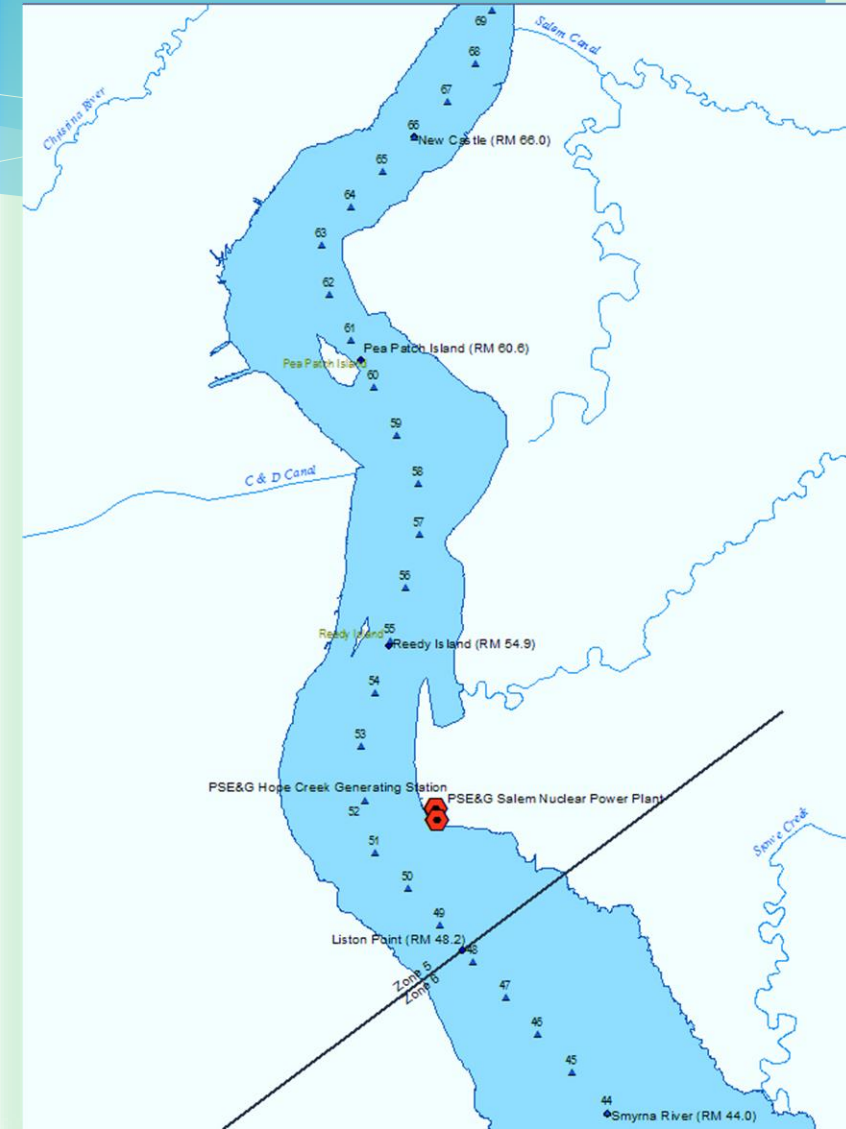 69
Salem Canal
68
Christina River
67
66
New Castle (RM 66.0)
65
64
63
62
61
Pea Patch Island (RM 60.6)
Pea Patch Island
60
59
58
C & D Canal
57
56
55
Reedy Island
Reedy Island (RM 54.9)
54
53
PSE&G Hope Creek Generating Station
PSE&G Salem Nuclear Power Plant
52
Stowe Creek
51
50
49
Liston Point (RM 48.2)
48
Zone 5
Zone 6
47
46
45
44
Smyrna River (RM 44.0)